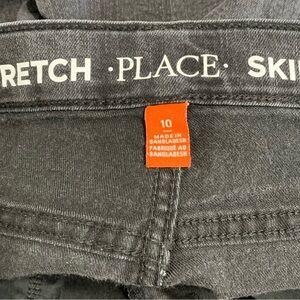 RETCH ·PLACE· SKI
10
MADE IN
BANGLADESH
FABRIQUÉ AU
BANGLADESH